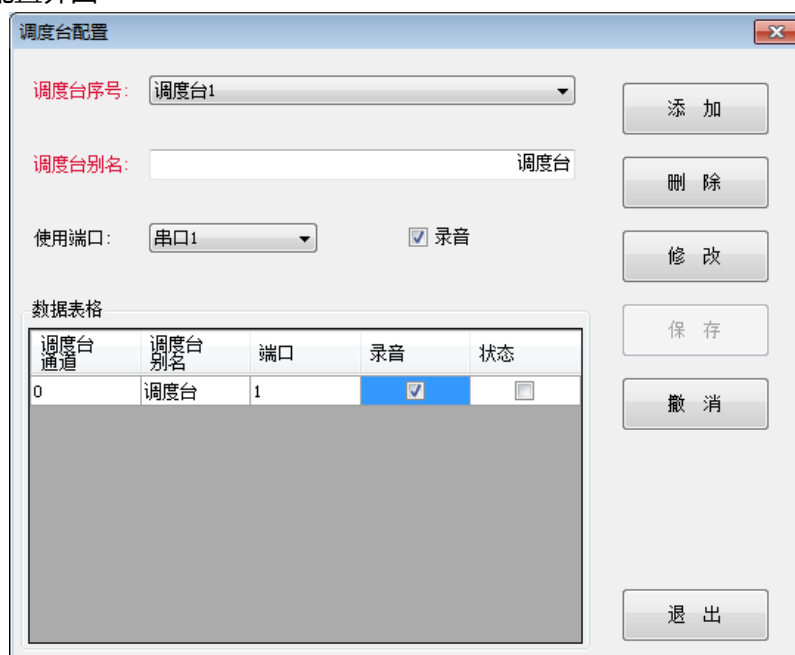 调度台配置
调度台序号: 调度台1
添 加
调度台别名: 调度台
删 除
使用端口: 串口1 录音
修 改
数据表格
保 存
调度台通道 调度台别名 端口 录音 状态
0 调度台 1
撤 消
退 出